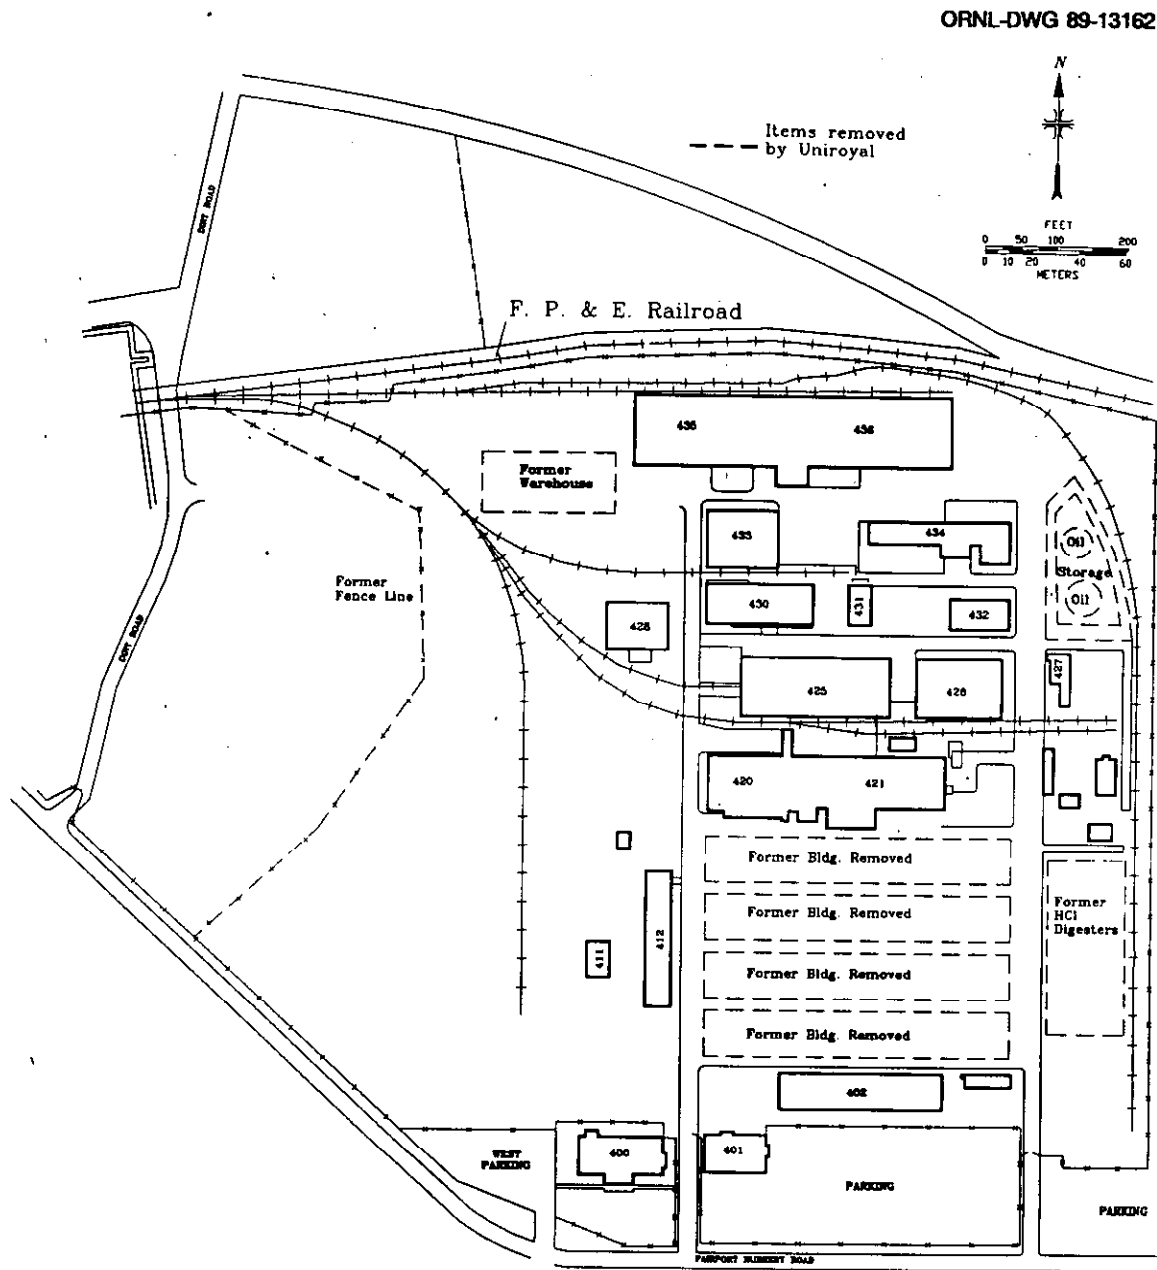 ORNL-DWG 89-13162
N
Items removed
by Uniroyal
FEET
0 50 100 200
0 10 20 40 60
METERS
DIRT ROAD
F. P. & E. Railroad
435 436
Former
Warehouse
433
434
Oil
Storage
Oil
Former
Fence Line
430
431
432
428
DIRT ROAD
425
426
427
420
421
Former Bldg. Removed
Former Bldg. Removed
Former
HCl
Digesters
412
411
Former Bldg. Removed
Former Bldg. Removed
402
400
401
WEST
PARKING
PARKING
PARKING
FAIRPORT NURSERY ROAD